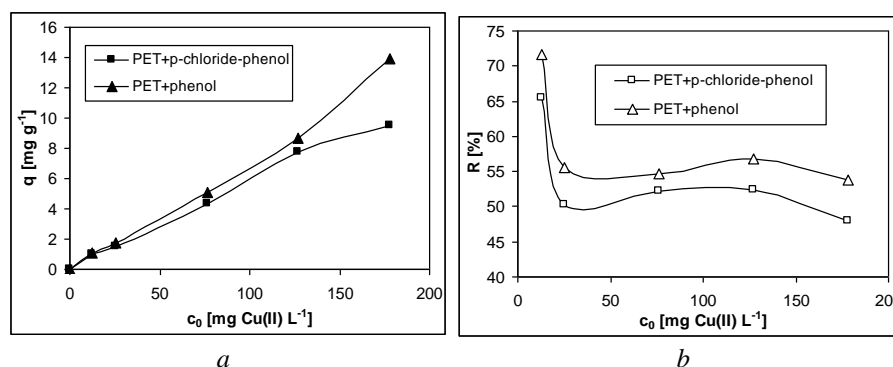 16
14
12
10
8
6
4
2
0
q [mg g-1]
PET+p-chloride-phenol
PET+phenol
0 50 100 150 200
c0 [mg Cu(II) L-1]
a
75
70
65
60
55
50
45
40
R [%]
PET+p-chloride-phenol
PET+phenol
0 50 100 150 20
c0 [mg Cu(II) L-1]
b